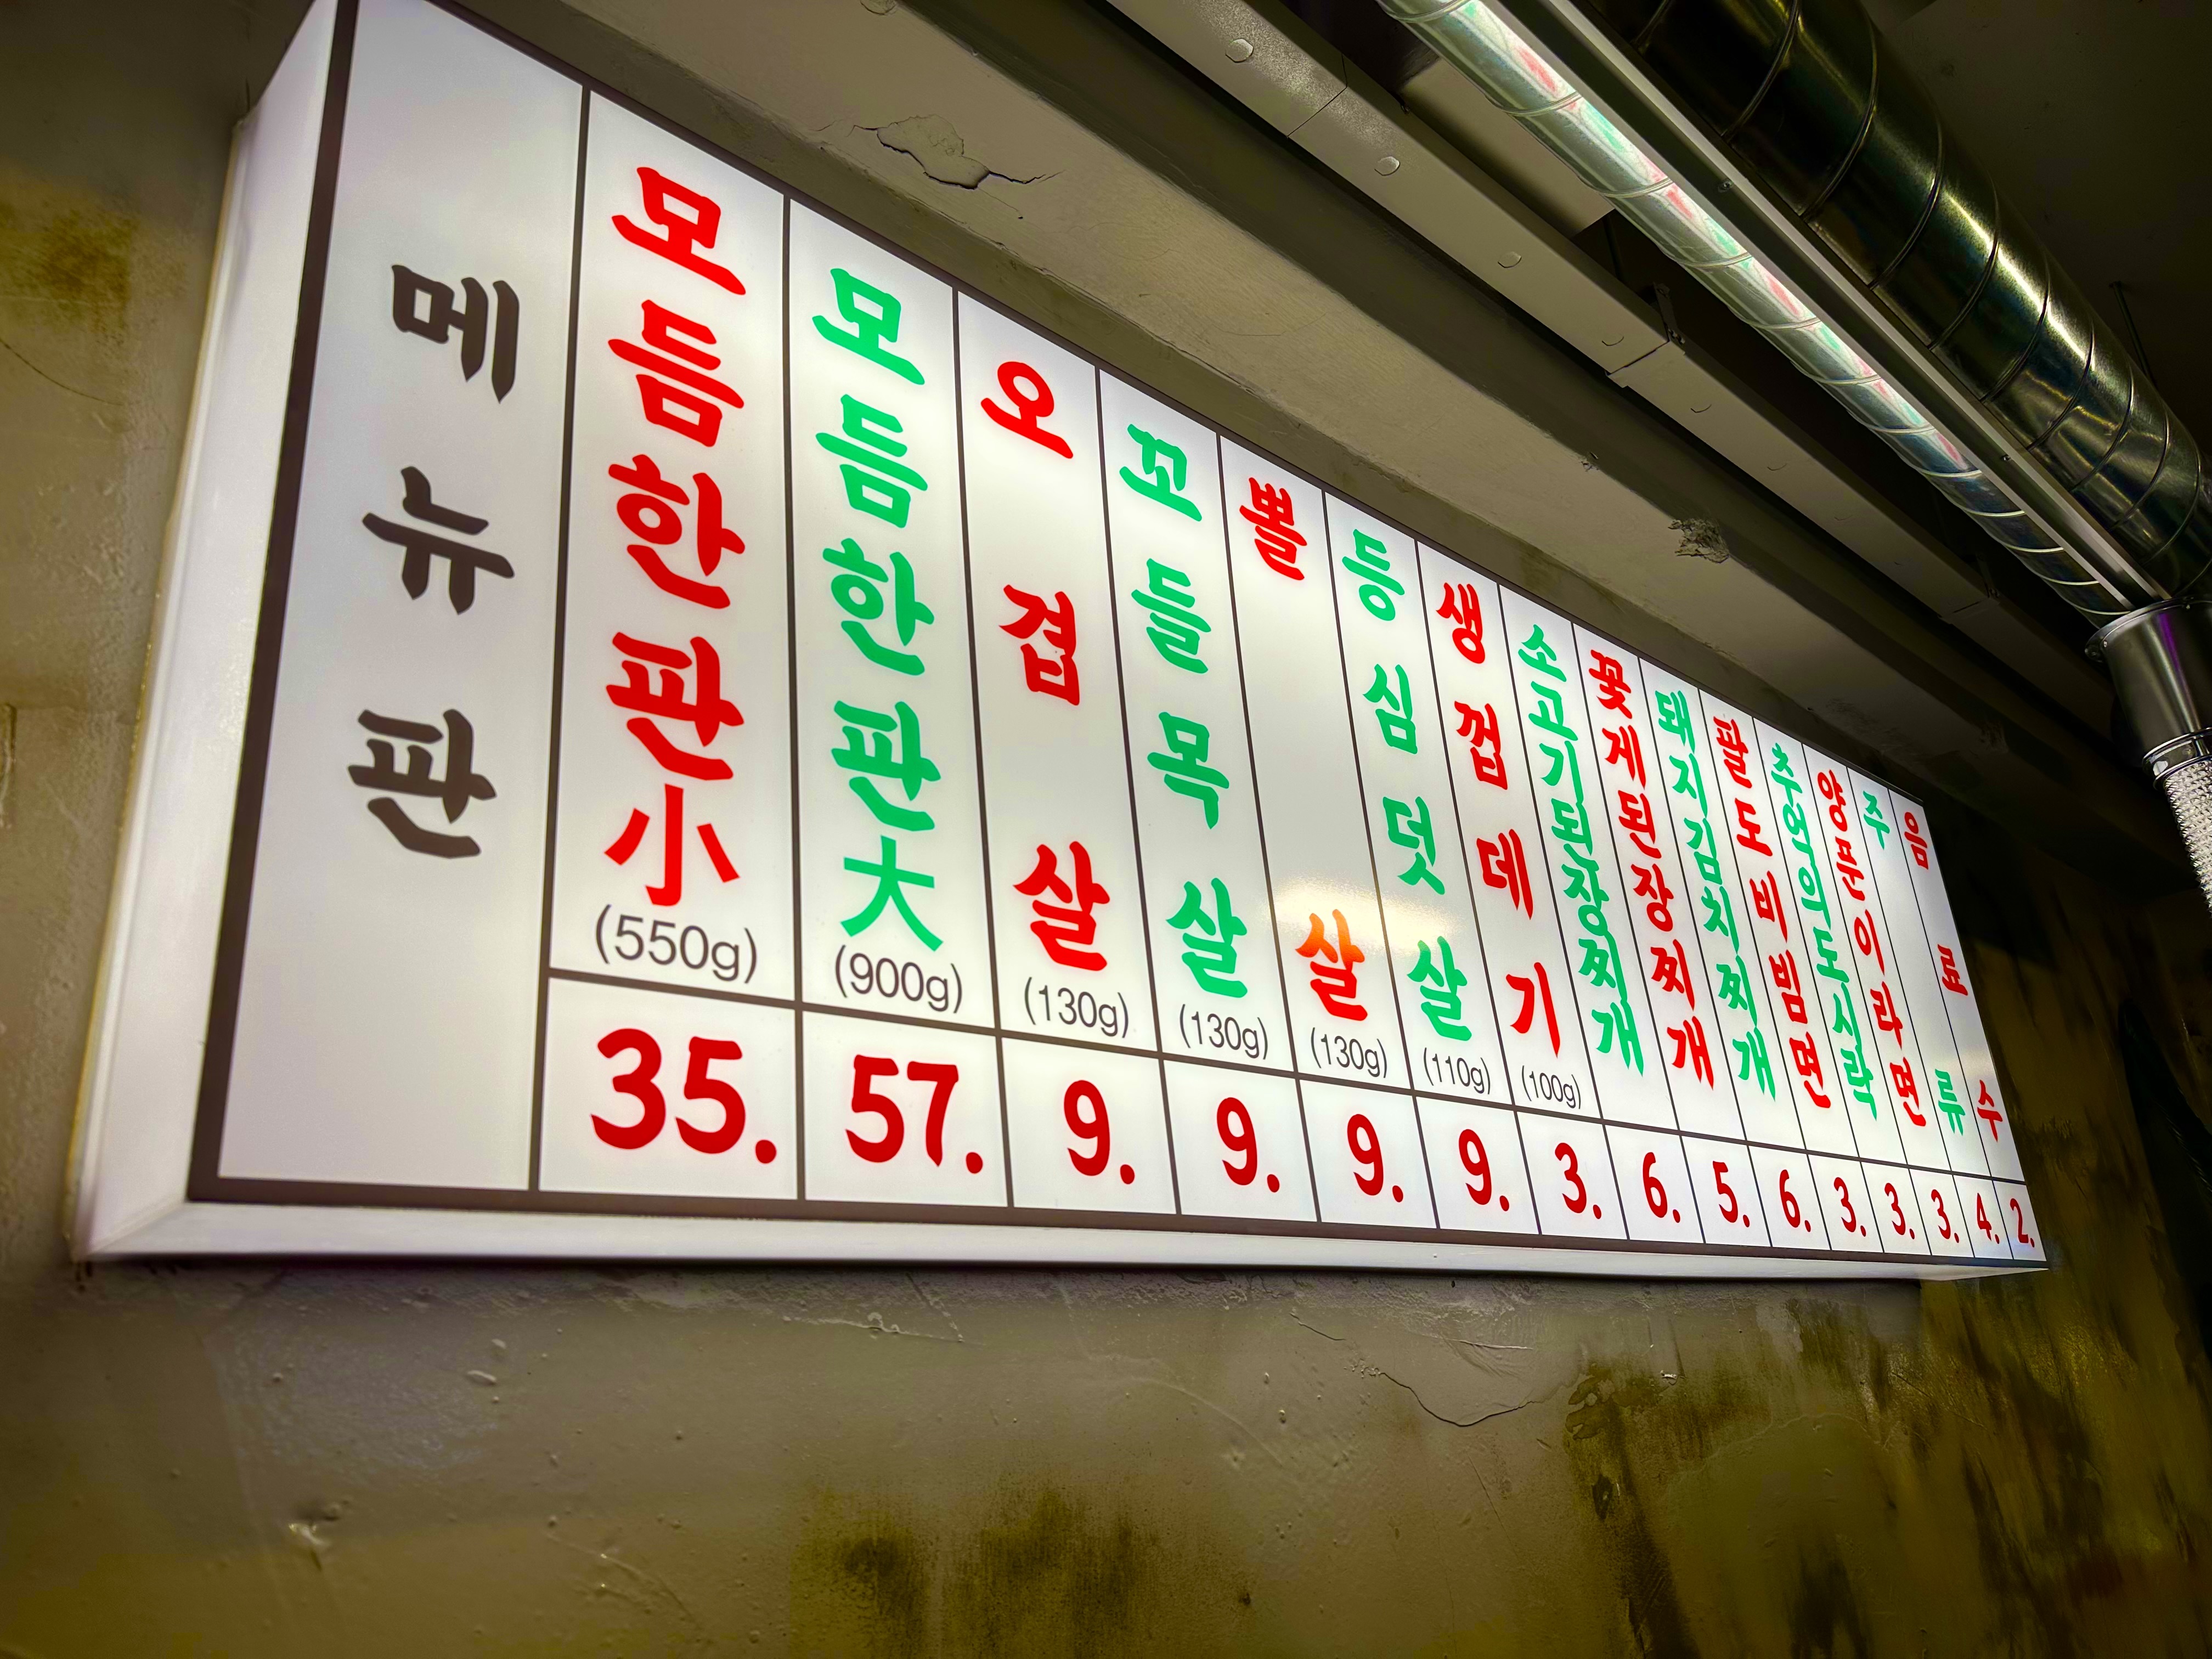 메뉴판
모듬한판小
(550g)
35.
모듬한판大
(900g)
57.
오겹살
(130g)
9.
꼬들목살
(130g)
9.
뽈살
(130g)
9.
등심덧살
(110g)
9.
생껍데기
(100g)
3.
소고기된장찌개
6.
꽃게된장찌개
5.
돼지김치찌개
6.
팔도비빔면
3.
추억의도시락
3.
양푼이라면
3.
주류
4.
음료수
2.